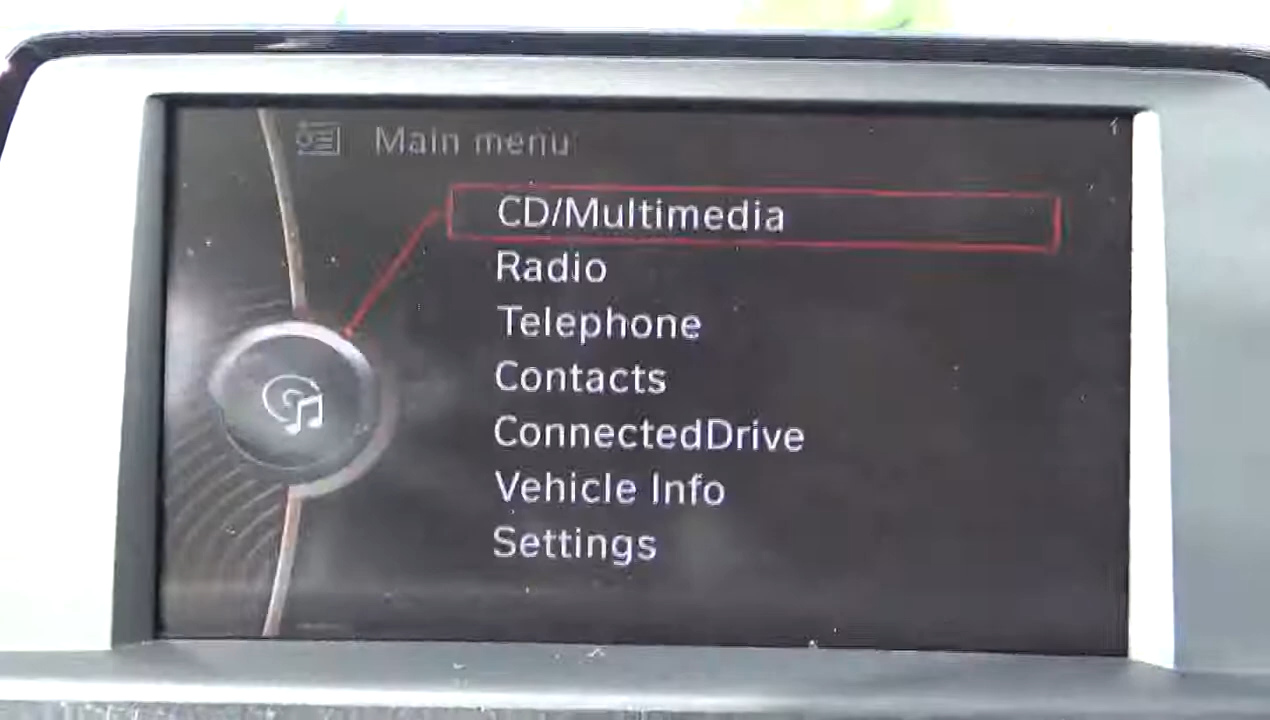 Main menu
CD/Multimedia
Radio
Telephone
Contacts
ConnectedDrive
Vehicle Info
Settings